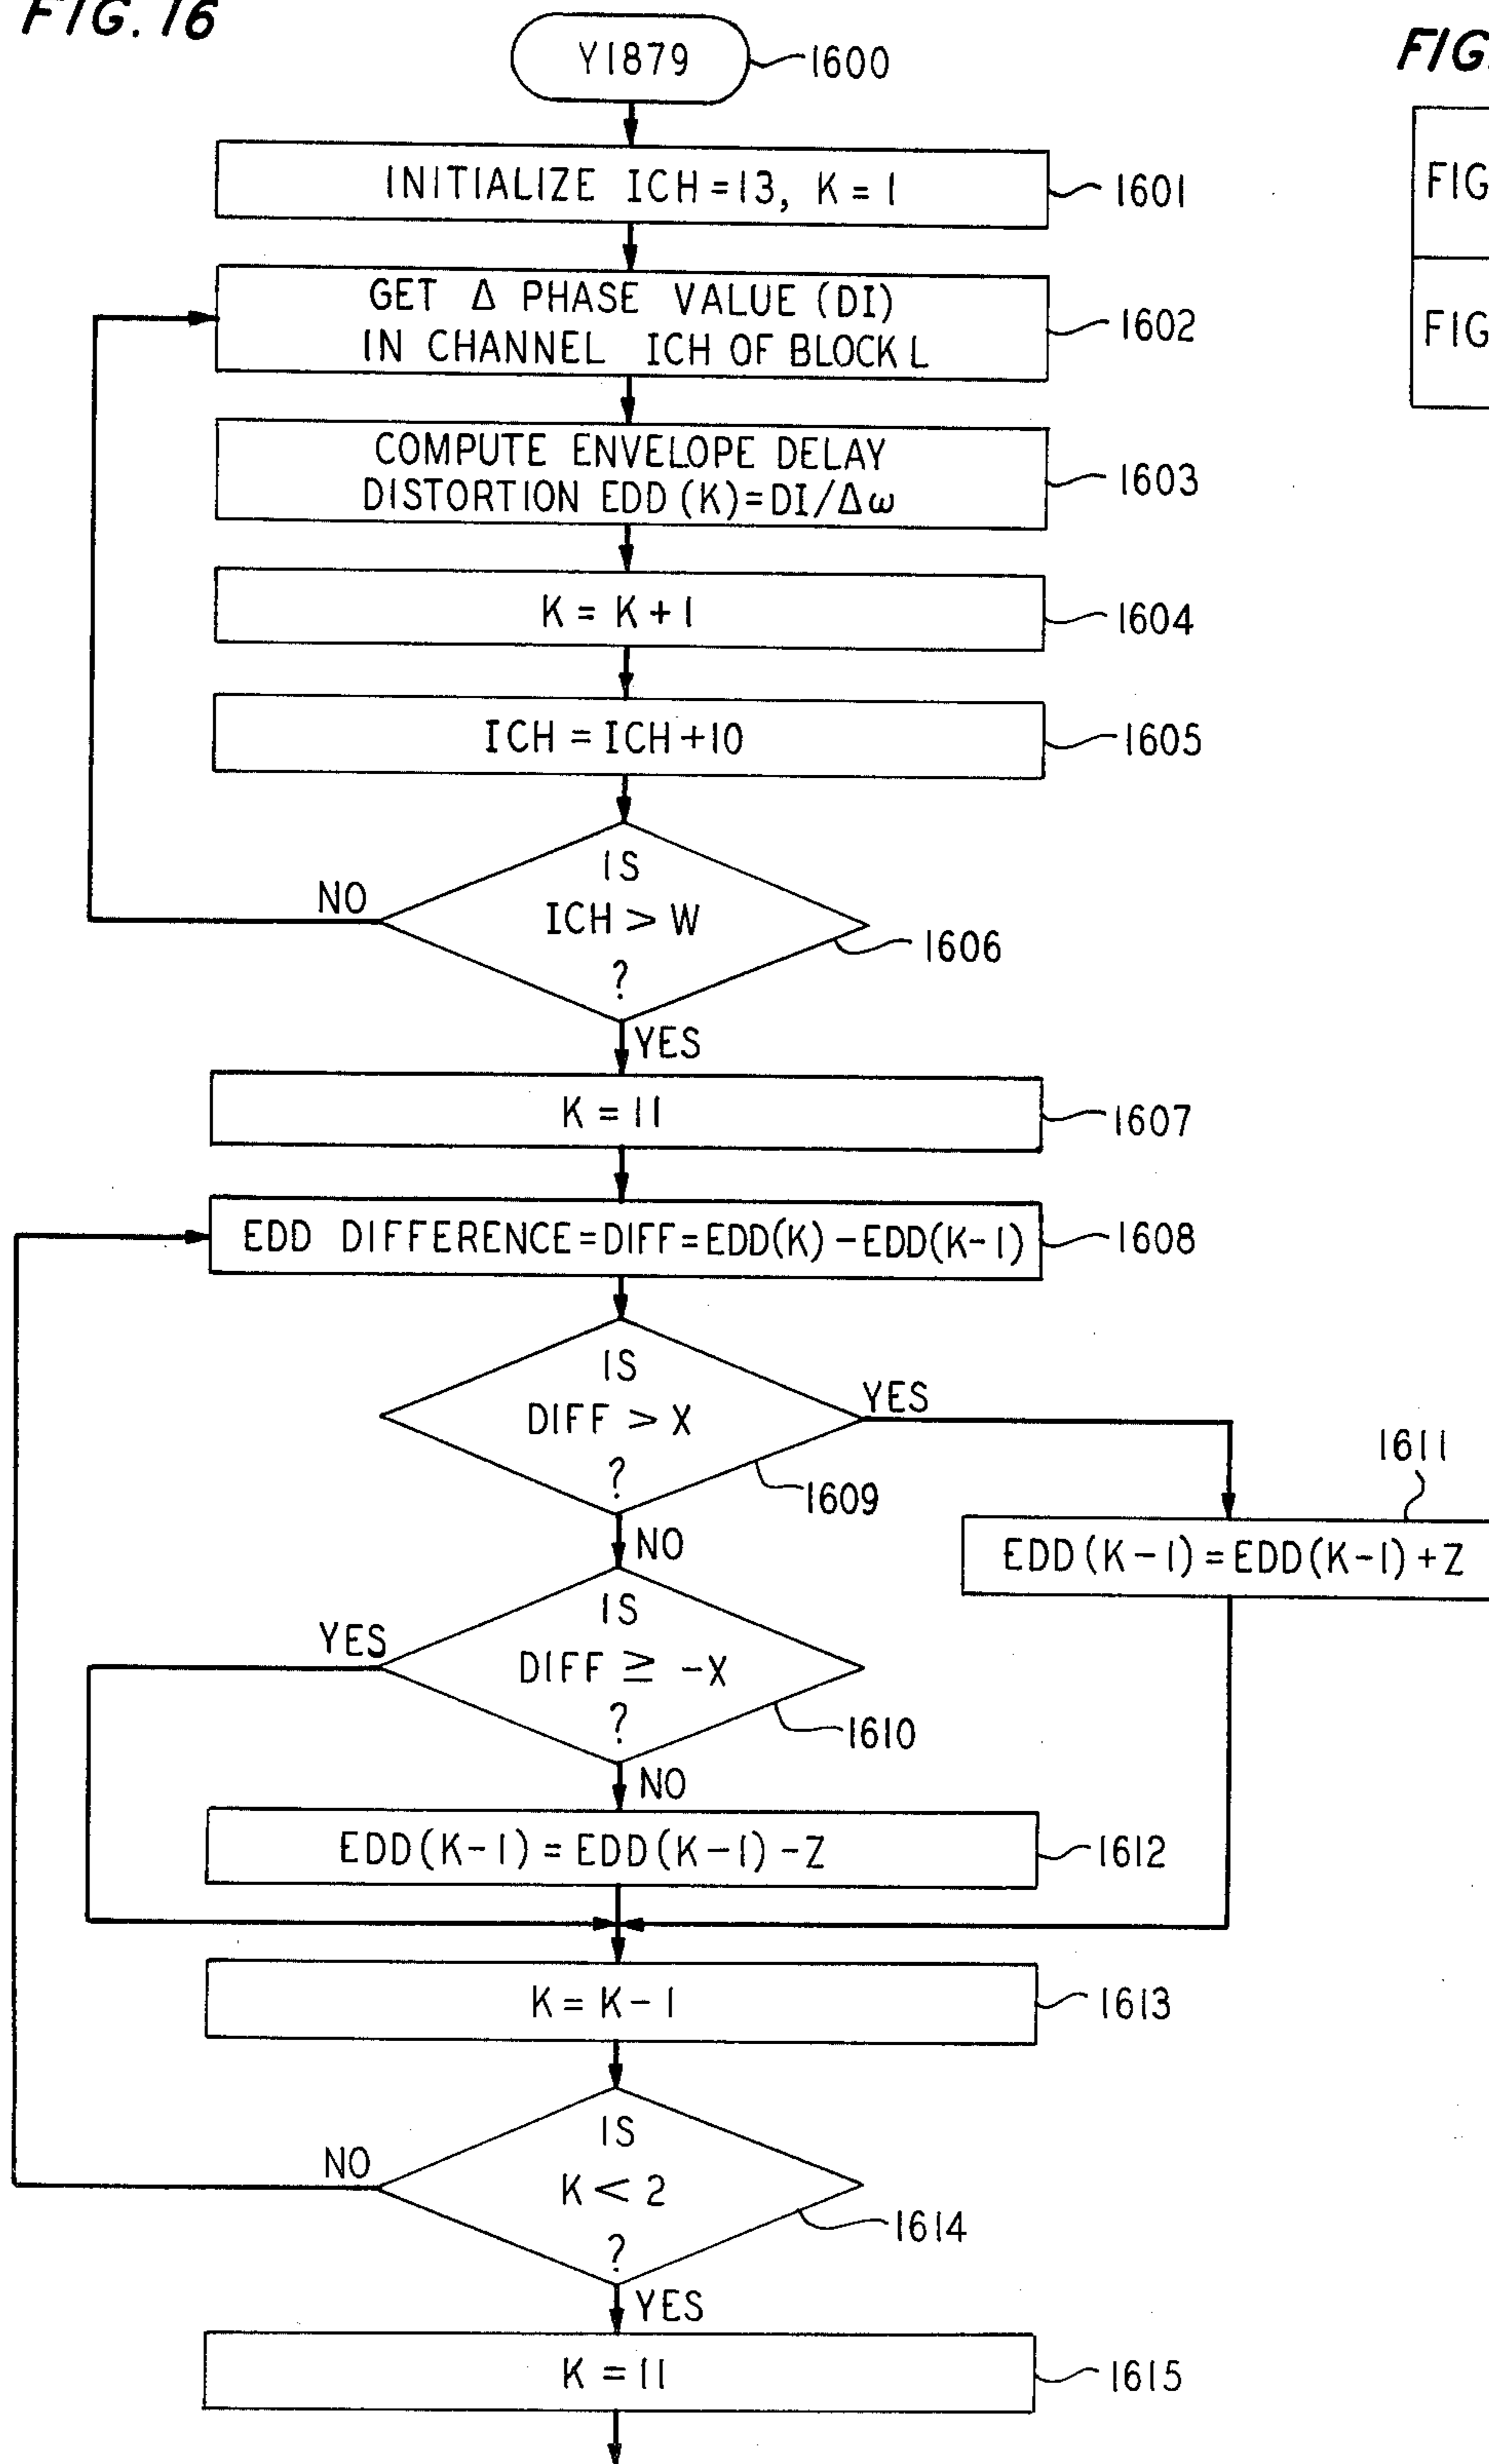 FIG. 16
Y1879
1600
INITIALIZE ICH=13, K=1
1601
GET Δ PHASE VALUE (DI)
IN CHANNEL ICH OF BLOCK L
1602
COMPUTE ENVELOPE DELAY
DISTORTION EDD (K)=DI/Δω
1603
K = K+1
1604
ICH = ICH+10
1605
IS
ICH > W
?
1606
NO
YES
K = 11
1607
EDD DIFFERENCE=DIFF=EDD(K)-EDD(K-1)
1608
IS
DIFF > X
?
1609
YES
NO
1611
EDD(K-1)=EDD(K-1)+Z
IS
DIFF ≧ -X
?
1610
YES
NO
EDD(K-1)=EDD(K-1)-Z
1612
K=K-1
1613
IS
K < 2
?
1614
NO
YES
K =11
1615
FIG.
FIG
FIG